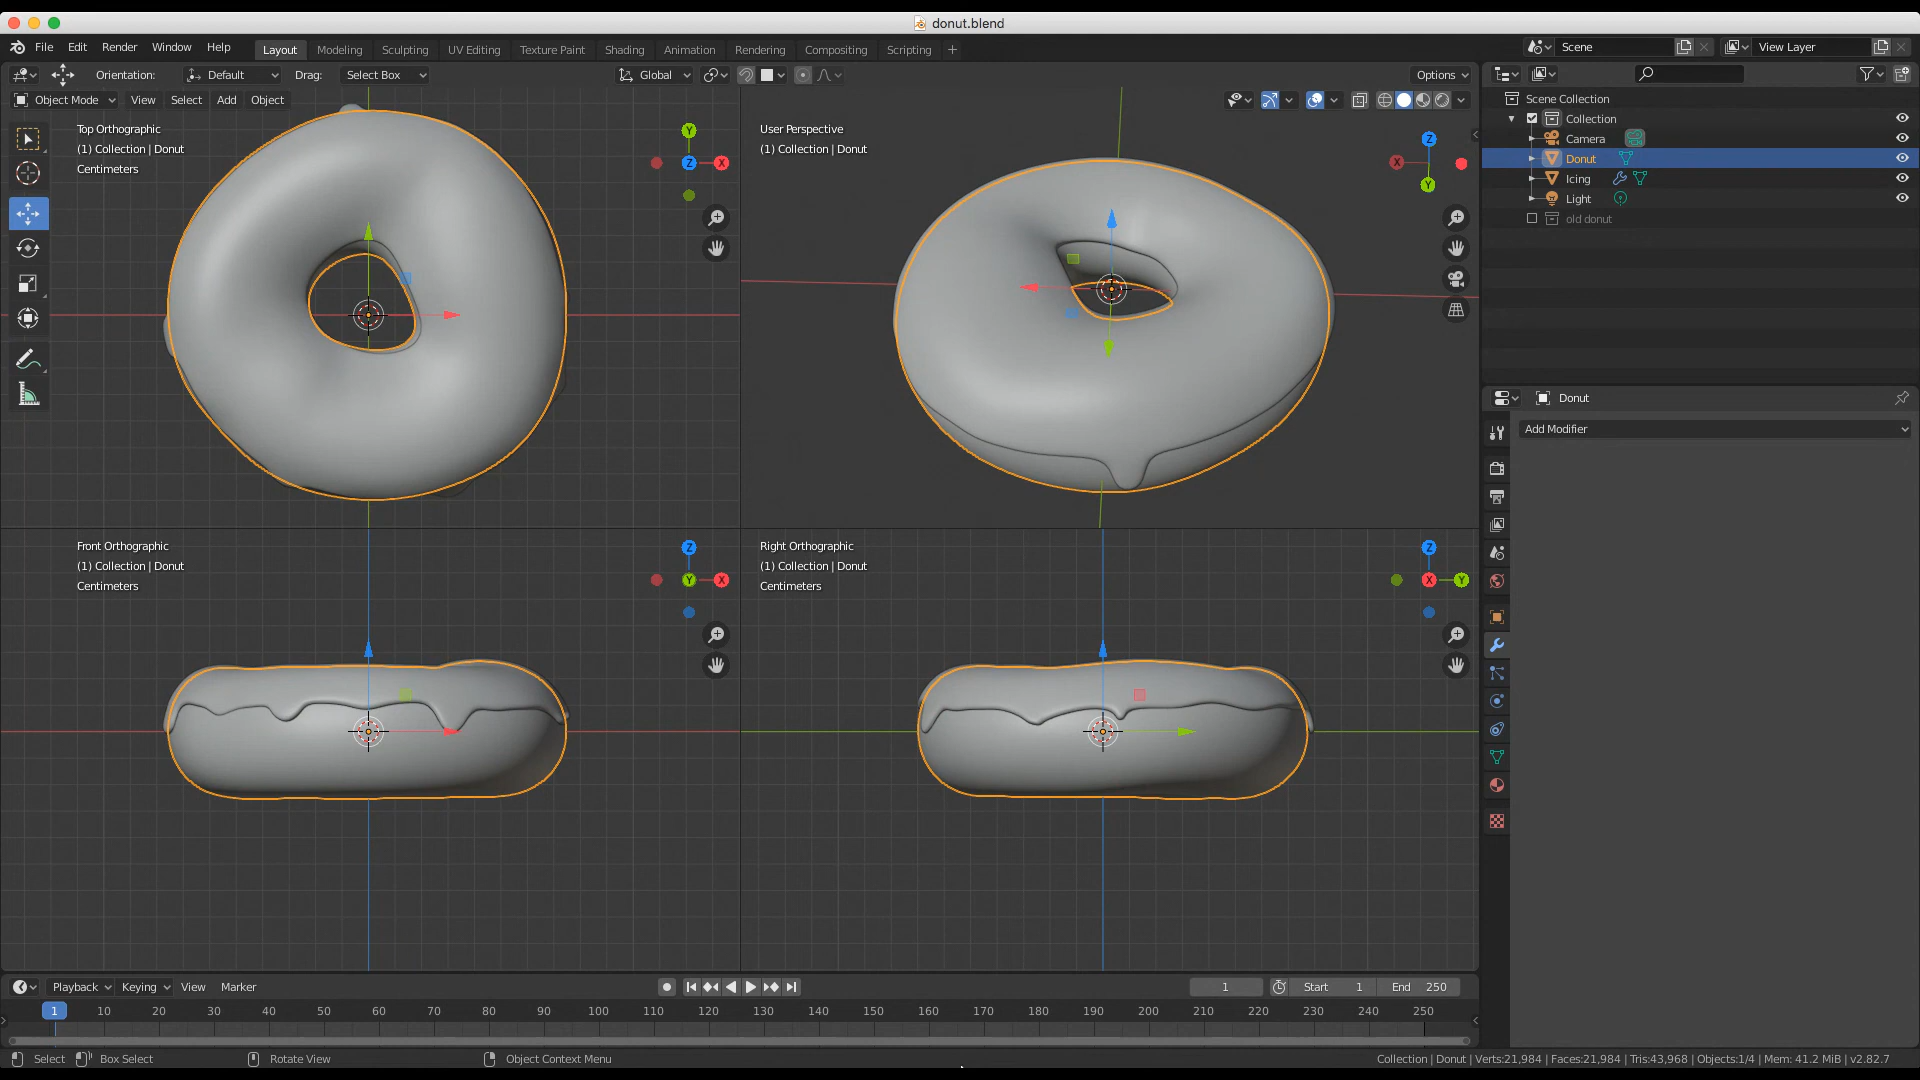 donut.blend
File Edit Render Window Help Layout Modeling Sculpting UV Editing Texture Paint Shading Animation Rendering Compositing Scripting + Scene View Layer
Orientation: Default Drag: Select Box Global Options
Object Mode View Select Add Object
Scene Collection
Collection
Camera
Donut
Icing
Light
old donut
Top Orthographic
(1) Collection | Donut
Centimeters
Y
Z X
User Perspective
(1) Collection | Donut
Z
X
Y
Donut
Add Modifier
Front Orthographic
(1) Collection | Donut
Centimeters
Z
Y X
Right Orthographic
(1) Collection | Donut
Centimeters
Z
X Y
Playback Keying View Marker 1 Start 1 End 250
1 10 20 30 40 50 60 70 80 90 100 110 120 130 140 150 160 170 180 190 200 210 220 230 240 250
Select Box Select Rotate View Object Context Menu Collection | Donut | Verts:21,984 | Faces:21,984 | Tris:43,968 | Objects:1/4 | Mem: 41.2 MiB | v2.82.7